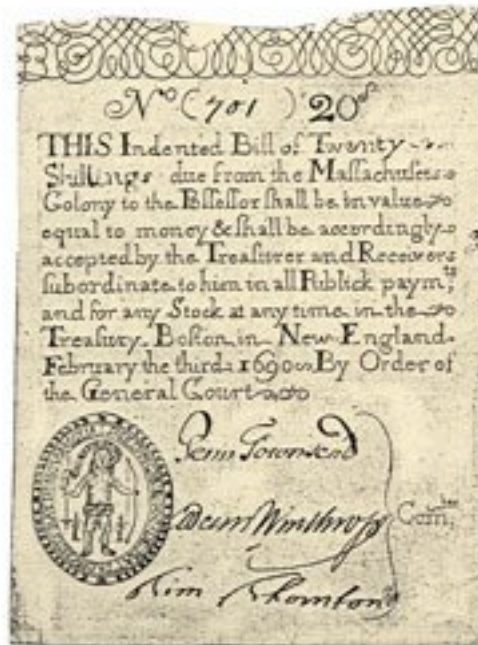 No (701) 20s
THIS Indented Bill of Twenty
Shillings due from the Massachusets
Colony to the Possessor shall be in value
equal to money & shall be accordingly
accepted by the Treasurer and Receivers
subordinate to him in all Publick paymts
and for any Stock at any time in the
Treasury. Boston in New-England
February the third 1690. By Order of
the General Court
Penn Townsend
Adam Winthrop Comtee
Tim Thornton